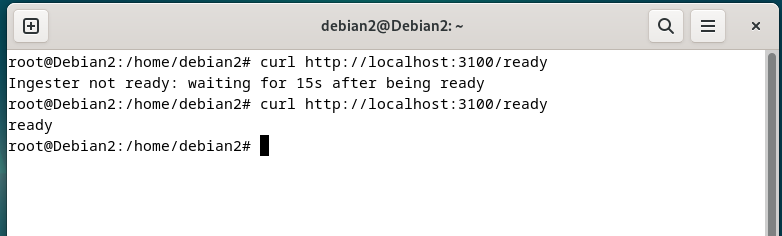 debian2@Debian2: ~
root@Debian2:/home/debian2# curl http://localhost:3100/ready
Ingester not ready: waiting for 15s after being ready
root@Debian2:/home/debian2# curl http://localhost:3100/ready
ready
root@Debian2:/home/debian2#